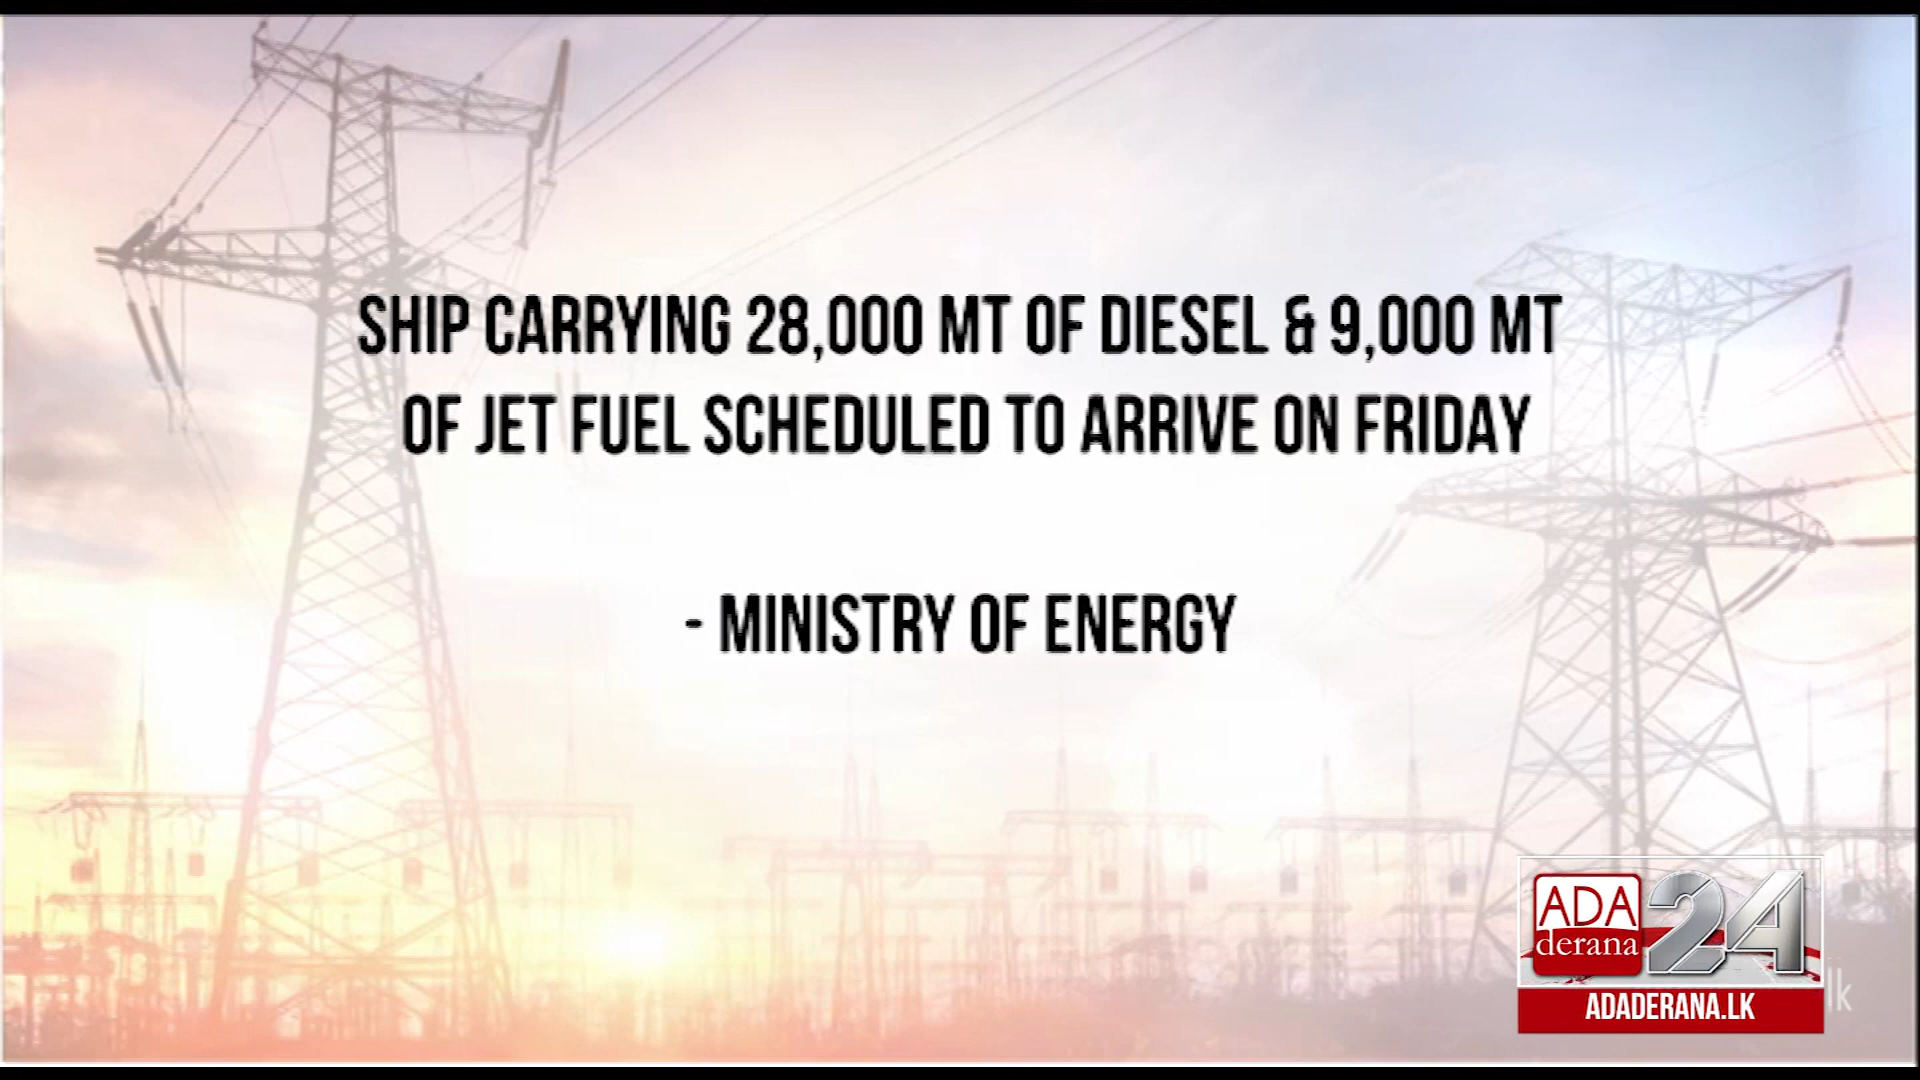 SHIP CARRYING 28,000 MT OF DIESEL & 9,000 MT
OF JET FUEL SCHEDULED TO ARRIVE ON FRIDAY
- MINISTRY OF ENERGY
ADA
derana
24
ADADERANA.LK
lk